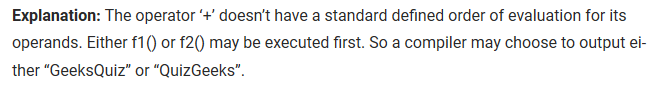 Explanation: The operator ‘+’ doesn’t have a standard defined order of evaluation for its
operands. Either f1() or f2() may be executed first. So a compiler may choose to output ei-
ther “GeeksQuiz” or “QuizGeeks”.